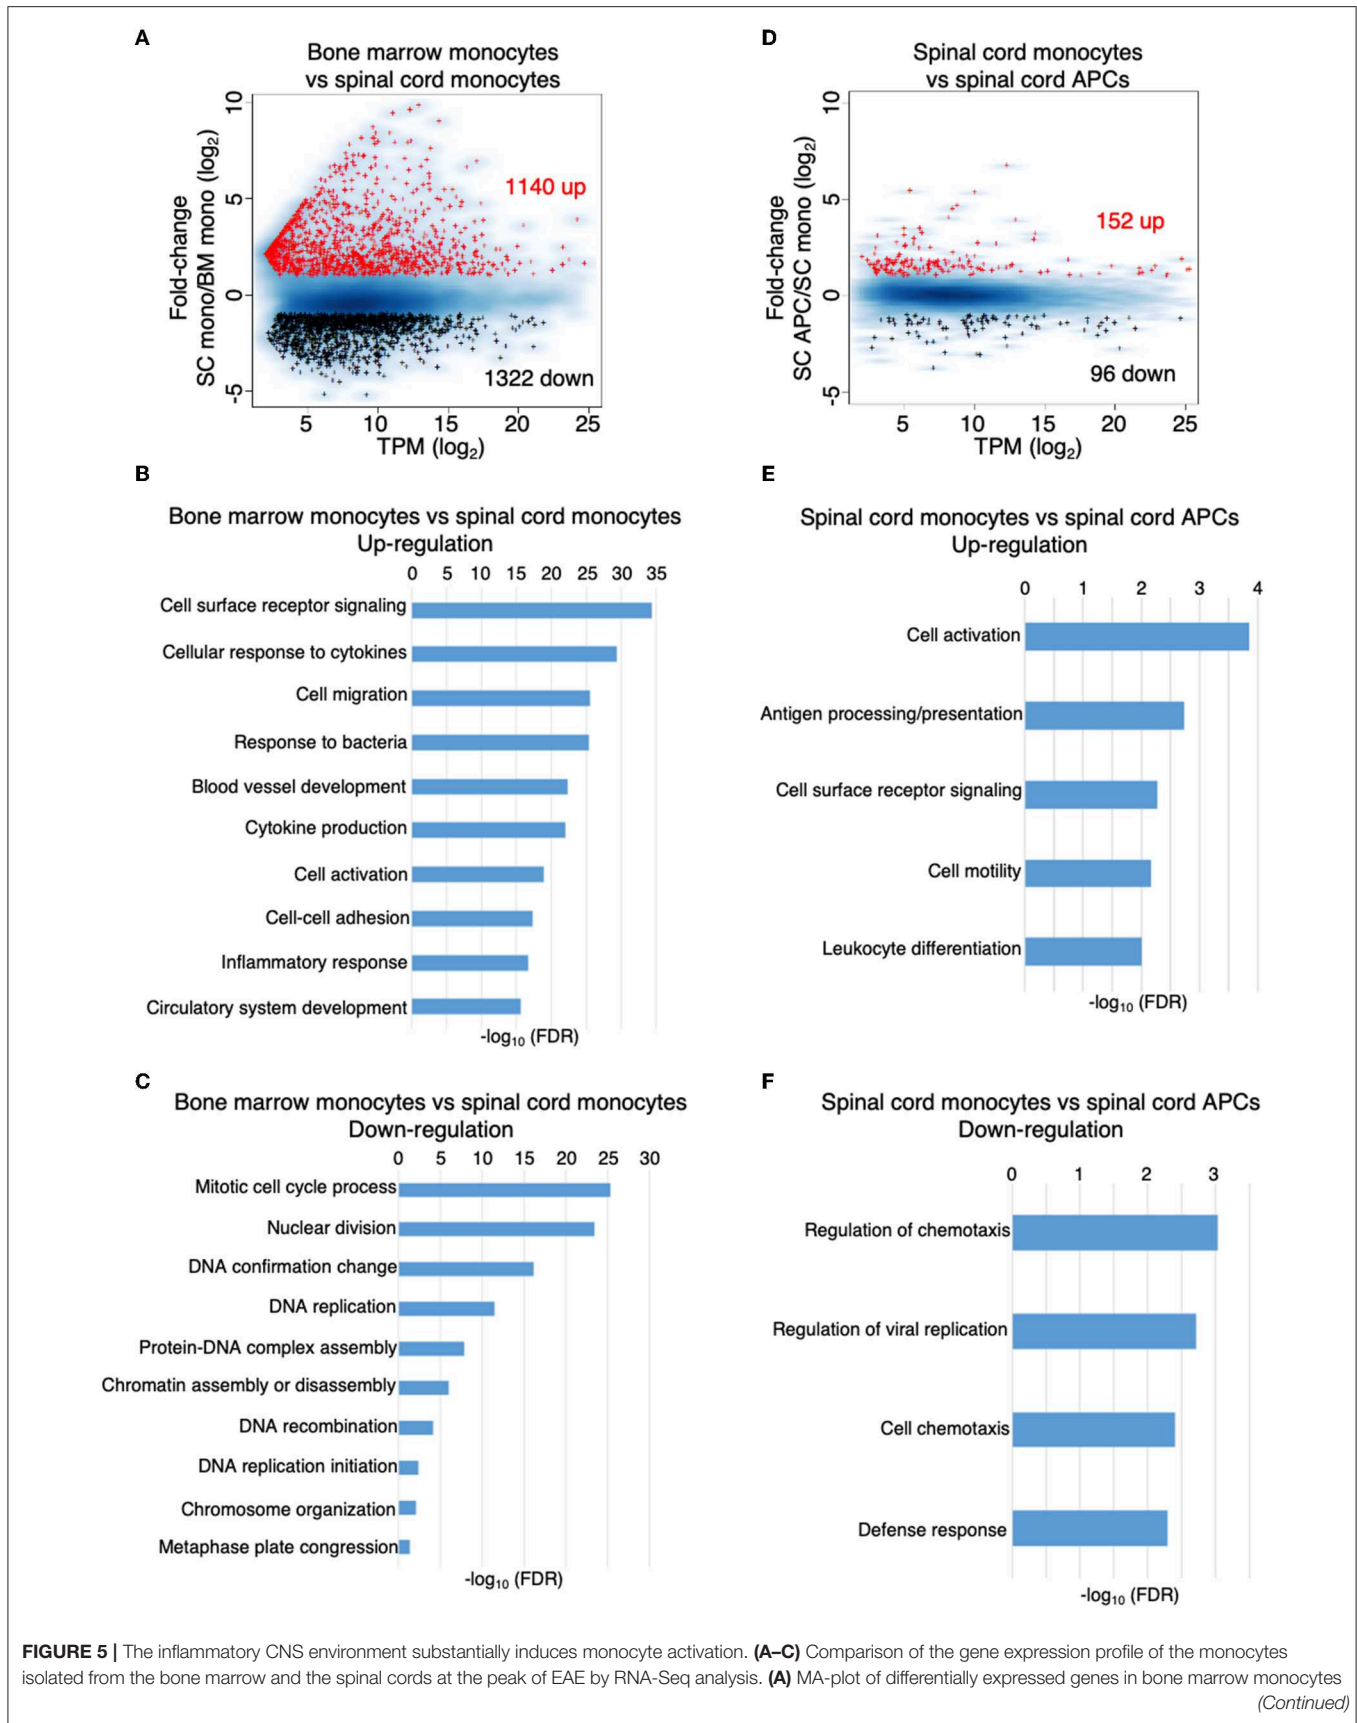 A
Bone marrow monocytes
vs spinal cord monocytes
Fold-change
SC mono/BM mono (log2)
10
5
0
-5
1140 up
1322 down
5 10 15 20 25
TPM (log2)
B
Bone marrow monocytes vs spinal cord monocytes
Up-regulation
0 5 10 15 20 25 30 35
Cell surface receptor signaling
Cellular response to cytokines
Cell migration
Response to bacteria
Blood vessel development
Cytokine production
Cell activation
Cell-cell adhesion
Inflammatory response
Circulatory system development
-log10 (FDR)
C
Bone marrow monocytes vs spinal cord monocytes
Down-regulation
0 5 10 15 20 25 30
Mitotic cell cycle process
Nuclear division
DNA confirmation change
DNA replication
Protein-DNA complex assembly
Chromatin assembly or disassembly
DNA recombination
DNA replication initiation
Chromosome organization
Metaphase plate congression
-log10 (FDR)
D
Spinal cord monocytes
vs spinal cord APCs
Fold-change
SC APC/SC mono (log2)
10
5
0
-5
152 up
96 down
5 10 15 20 25
TPM (log2)
E
Spinal cord monocytes vs spinal cord APCs
Up-regulation
0 1 2 3 4
Cell activation
Antigen processing/presentation
Cell surface receptor signaling
Cell motility
Leukocyte differentiation
-log10 (FDR)
F
Spinal cord monocytes vs spinal cord APCs
Down-regulation
0 1 2 3
Regulation of chemotaxis
Regulation of viral replication
Cell chemotaxis
Defense response
-log10 (FDR)
FIGURE 5 | The inflammatory CNS environment substantially induces monocyte activation. (A–C) Comparison of the gene expression profile of the monocytes
isolated from the bone marrow and the spinal cords at the peak of EAE by RNA-Seq analysis. (A) MA-plot of differentially expressed genes in bone marrow monocytes
(Continued)